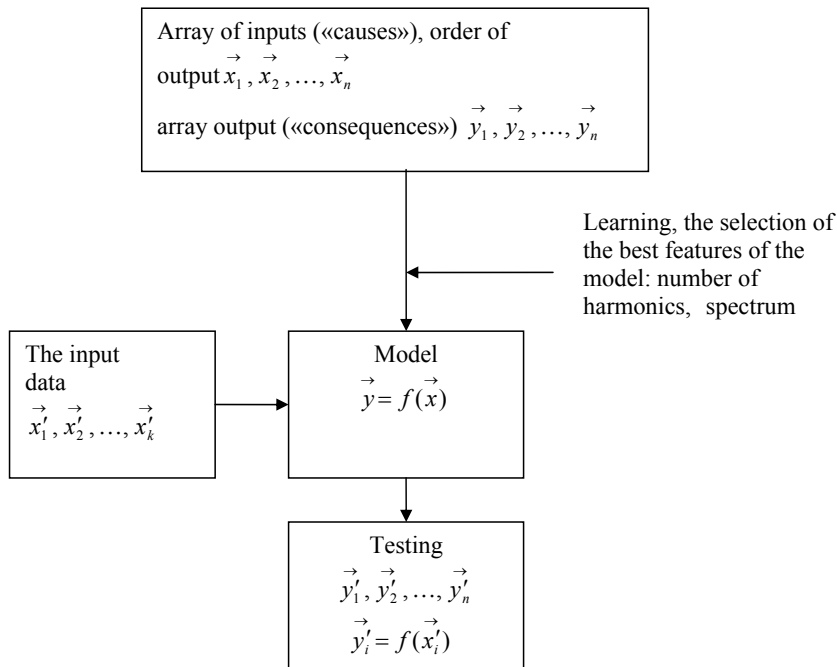 Array of inputs («causes»), order of
output x⃗₁, x⃗₂, …, x⃗ₙ
array output («consequences») y⃗₁, y⃗₂, …, y⃗ₙ
Learning, the selection of
the best features of the
model: number of
harmonics, spectrum
The input
data
x⃗′₁, x⃗′₂, …, x⃗′ₖ
Model
y⃗ = f(x⃗)
Testing
y⃗′₁, y⃗′₂, …, y⃗′ₙ
y⃗′ᵢ = f(x⃗′ᵢ)